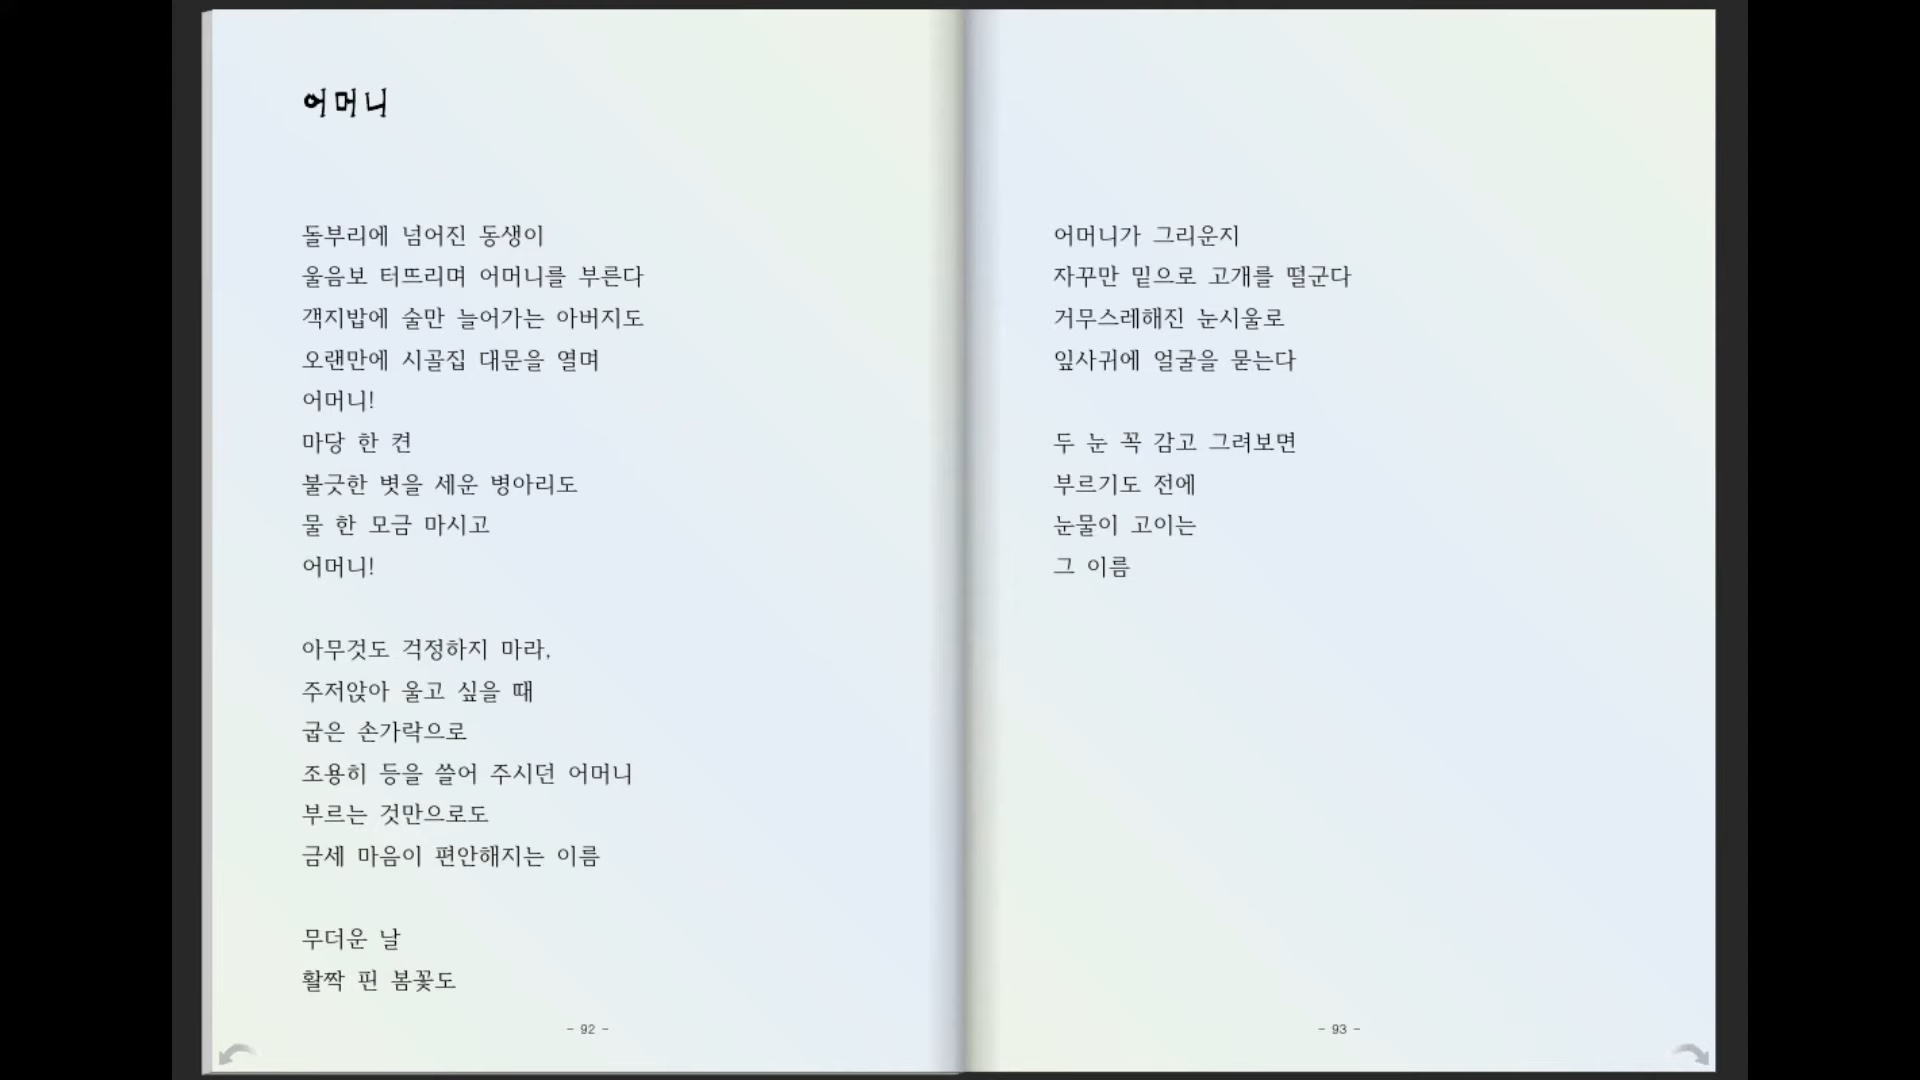 어머니
돌부리에 넘어진 동생이
울음보 터뜨리며 어머니를 부른다
객지밥에 술만 늘어가는 아버지도
오랜만에 시골집 대문을 열며
어머니!
마당 한 켠
불긋한 볏을 세운 병아리도
물 한 모금 마시고
어머니!
아무것도 걱정하지 마라,
주저앉아 울고 싶을 때
굽은 손가락으로
조용히 등을 쓸어 주시던 어머니
부르는 것만으로도
금세 마음이 편안해지는 이름
무더운 날
활짝 핀 봄꽃도
- 92 -
어머니가 그리운지
자꾸만 밑으로 고개를 떨군다
거무스레해진 눈시울로
잎사귀에 얼굴을 묻는다
두 눈 꼭 감고 그려보면
부르기도 전에
눈물이 고이는
그 이름
- 93 -